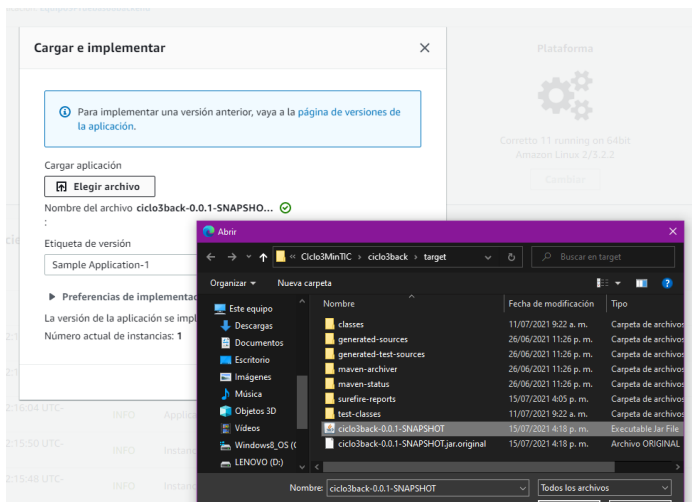 Cargar e implementar
Plataforma
Para implementar una versión anterior, vaya a la página de versiones de
la aplicación.
Corretto 11 running on 64bit
Amazon Linux 2/3.2.2
Cambiar
Cargar aplicación
Elegir archivo
Nombre del archivo ciclo3back-0.0.1-SNAPSHO...
:
Etiqueta de versión
Sample Application-1
Preferencias de implementac
La versión de la aplicación se impl
Número actual de instancias: 1
2:16:04 UTC-
INFO
Applica
2:15:50 UTC-
INFO
Instanc
2:15:48 UTC-
INFO
Instanc
Abrir
« CIclo3MinTIC > ciclo3back > target
Buscar en target
Organizar
Nueva carpeta
Este equipo
Descargas
Documentos
Escritorio
Imágenes
Música
Objetos 3D
Vídeos
Windows8_OS (C
LENOVO (D:)
Nombre Fecha de modificación Tipo
classes 11/07/2021 9:22 a. m. Carpeta de archivos
generated-sources 26/06/2021 11:26 p. m. Carpeta de archivos
generated-test-sources 26/06/2021 11:26 p. m. Carpeta de archivos
maven-archiver 26/06/2021 11:26 p. m. Carpeta de archivos
maven-status 26/06/2021 11:26 p. m. Carpeta de archivos
surefire-reports 15/07/2021 4:05 p. m. Carpeta de archivos
test-classes 11/07/2021 9:22 a. m. Carpeta de archivos
ciclo3back-0.0.1-SNAPSHOT 15/07/2021 4:18 p. m. Executable Jar File
ciclo3back-0.0.1-SNAPSHOT.jar.original 15/07/2021 4:18 p. m. Archivo ORIGINAL
Nombre: ciclo3back-0.0.1-SNAPSHOT
Todos los archivos